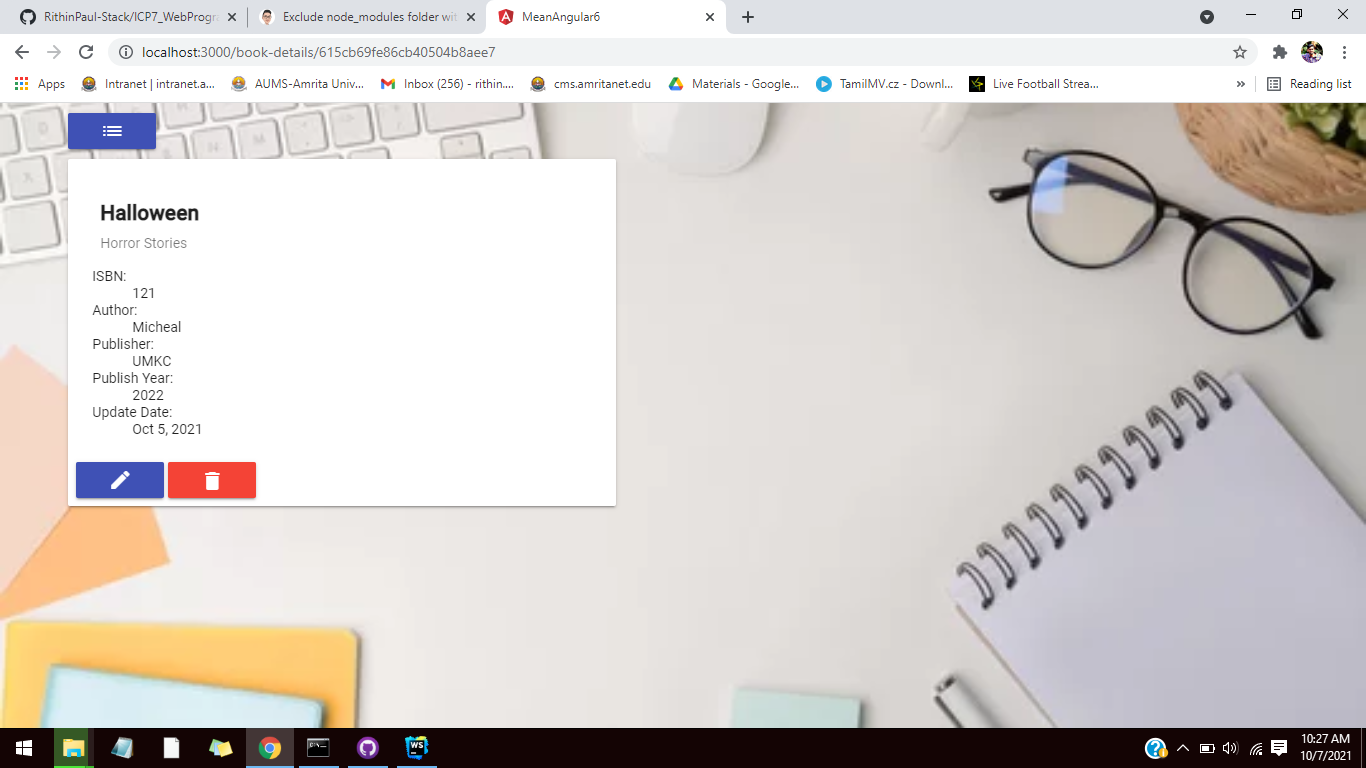 RithinPaul-Stack/ICP7_WebProgra
Exclude node_modules folder wit
MeanAngular6
localhost:3000/book-details/615cb69fe86cb40504b8aee7
Apps
Intranet | intranet.a...
AUMS-Amrita Univ...
Inbox (256) - rithin....
cms.amritanet.edu
Materials - Google...
TamilMV.cz - Downl...
Live Football Strea...
»
Reading list
Halloween
Horror Stories
ISBN:
121
Author:
Micheal
Publisher:
UMKC
Publish Year:
2022
Update Date:
Oct 5, 2021
WS
10:27 AM
10/7/2021